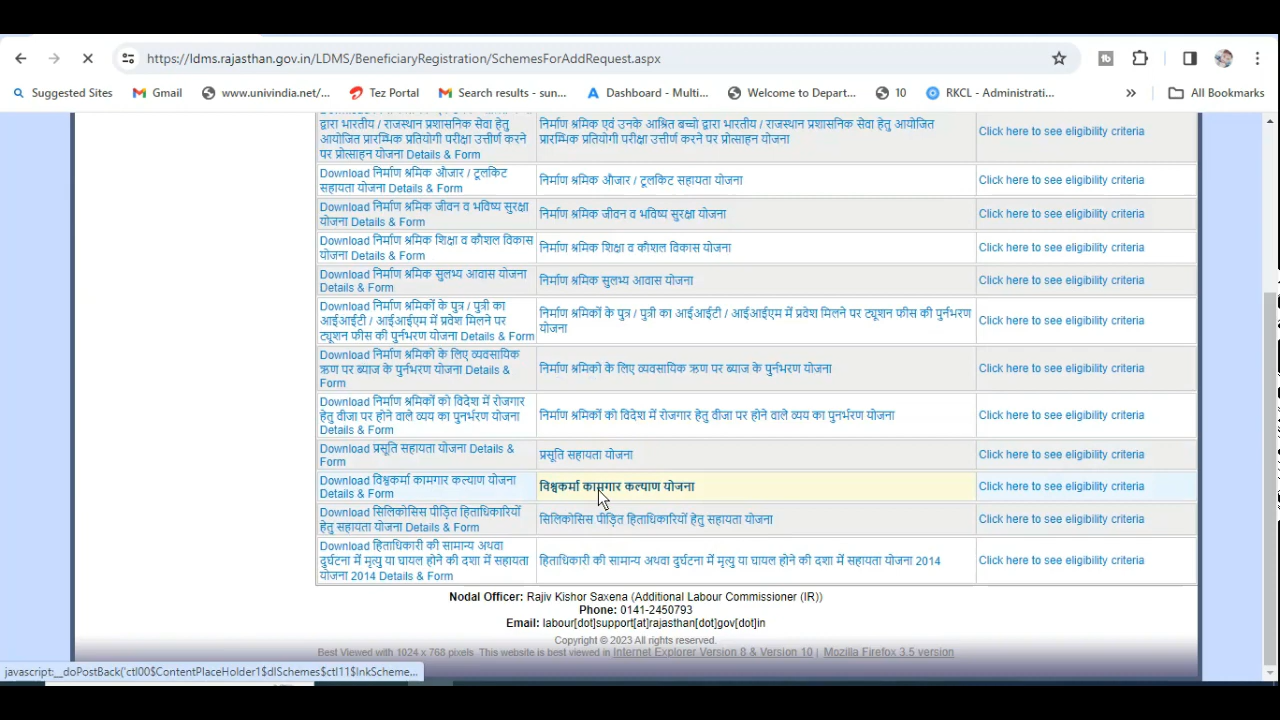 https://ldms.rajasthan.gov.in/LDMS/BeneficiaryRegistration/SchemesForAddRequest.aspx
Suggested Sites
Gmail
www.univindia.net/...
Tez Portal
Search results - sun...
Dashboard - Multi...
Welcome to Depart...
10
RKCL - Administrati...
»
All Bookmarks
द्वारा भारतीय / राजस्थान प्रशासनिक सेवा हेतु
आयोजित प्रारम्भिक प्रतियोगी परीक्षा उत्तीर्ण करने
पर प्रोत्साहन योजना Details & Form
निर्माण श्रमिक एवं उनके आश्रित बच्चो द्वारा भारतीय / राजस्थान प्रशासनिक सेवा हेतु आयोजित
प्रारम्भिक प्रतियोगी परीक्षा उत्तीर्ण करने पर प्रोत्साहन योजना
Click here to see eligibility criteria
Download निर्माण श्रमिक औजार / टूलकिट
सहायता योजना Details & Form
निर्माण श्रमिक औजार / टूलकिट सहायता योजना
Click here to see eligibility criteria
Download निर्माण श्रमिक जीवन व भविष्य सुरक्षा
योजना Details & Form
निर्माण श्रमिक जीवन व भविष्य सुरक्षा योजना
Click here to see eligibility criteria
Download निर्माण श्रमिक शिक्षा व कौशल विकास
योजना Details & Form
निर्माण श्रमिक शिक्षा व कौशल विकास योजना
Click here to see eligibility criteria
Download निर्माण श्रमिक सुलभ्य आवास योजना
Details & Form
निर्माण श्रमिक सुलभ्य आवास योजना
Click here to see eligibility criteria
Download निर्माण श्रमिकों के पुत्र / पुत्री का
आईआईटी / आईआईएम में प्रवेश मिलने पर
ट्यूशन फीस की पुर्नभरण योजना Details & Form
निर्माण श्रमिकों के पुत्र / पुत्री का आईआईटी / आईआईएम में प्रवेश मिलने पर ट्यूशन फीस की पुर्नभरण
योजना
Click here to see eligibility criteria
Download निर्माण श्रमिको के लिए व्यवसायिक
ऋण पर ब्याज के पुर्नभरण योजना Details &
Form
निर्माण श्रमिको के लिए व्यवसायिक ऋण पर ब्याज के पुर्नभरण योजना
Click here to see eligibility criteria
Download निर्माण श्रमिकों को विदेश में रोजगार
हेतु वीजा पर होने वाले व्यय का पुनर्भरण योजना
Details & Form
निर्माण श्रमिकों को विदेश में रोजगार हेतु वीजा पर होने वाले व्यय का पुनर्भरण योजना
Click here to see eligibility criteria
Download प्रसूति सहायता योजना Details &
Form
प्रसूति सहायता योजना
Click here to see eligibility criteria
Download विश्वकर्मा कामगार कल्याण योजना
Details & Form
विश्वकर्मा कामगार कल्याण योजना
Click here to see eligibility criteria
Download सिलिकोसिस पीड़ित हिताधिकारियों
हेतु सहायता योजना Details & Form
सिलिकोसिस पीड़ित हिताधिकारियों हेतु सहायता योजना
Click here to see eligibility criteria
Download हिताधिकारी की सामान्य अथवा
दुर्घटना में मृत्यु या घायल होने की दशा में सहायता
योजना 2014 Details & Form
हिताधिकारी की सामान्य अथवा दुर्घटना में मृत्यु या घायल होने की दशा में सहायता योजना 2014
Click here to see eligibility criteria
Nodal Officer: Rajiv Kishor Saxena (Additional Labour Commissioner (IR))
Phone: 0141-2450793
Email: labour[dot]support[at]rajasthan[dot]gov[dot]in
Copyright © 2023 All rights reserved.
Best Viewed with 1024 x 768 pixels. This website is best viewed in Internet Explorer Version 8 & Version 10 | Mozilla Firefox 3.5 version
javascript:__doPostBack('ctl00$ContentPlaceHolder1$dlSchemes$ctl11$lnkScheme...